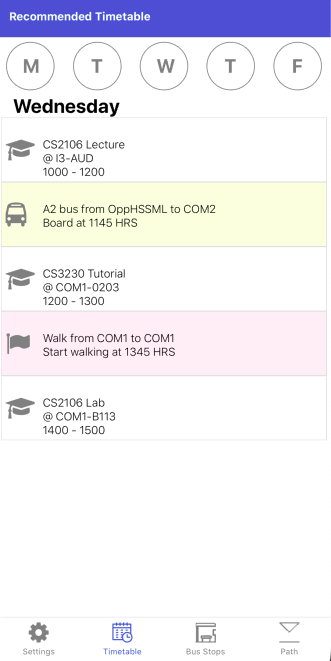 Recommended Timetable
M T W T F
Wednesday
CS2106 Lecture
@ I3-AUD
1000 - 1200
A2 bus from OppHSSML to COM2
Board at 1145 HRS
CS3230 Tutorial
@ COM1-0203
1200 - 1300
Walk from COM1 to COM1
Start walking at 1345 HRS
CS2106 Lab
@ COM1-B113
1400 - 1500
Settings Timetable Bus Stops Path